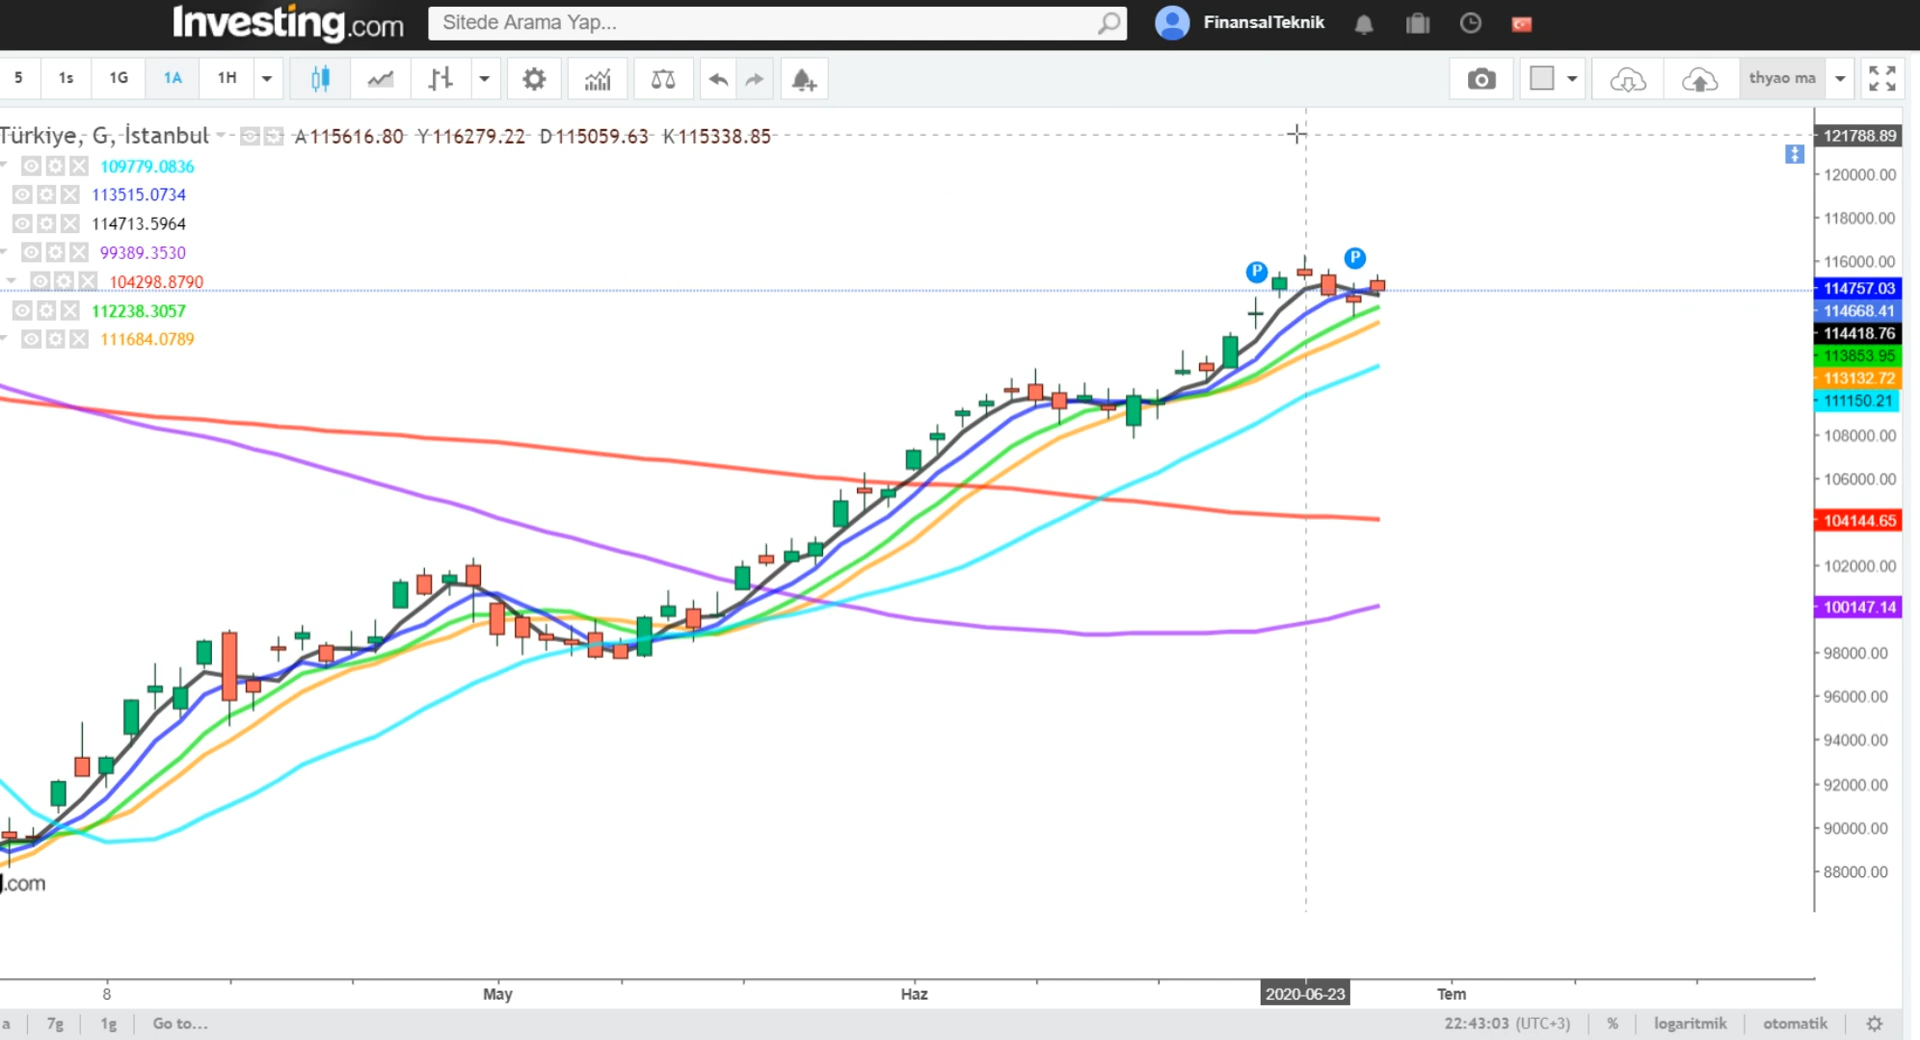 Investing.com
Sitede Arama Yap...
FinansalTeknik
5 1s 1G 1A 1H
thyao ma
Türkiye, G, İstanbul A115616.80 Y116279.22 D115059.63 K115338.85
109779.0836
113515.0734
114713.5964
99389.3530
104298.8790
112238.3057
111684.0789
P P
121788.89
120000.00
118000.00
116000.00
114757.03
114668.41
114418.76
113853.95
113132.72
111150.21
108000.00
106000.00
104144.65
102000.00
100147.14
98000.00
96000.00
94000.00
92000.00
90000.00
88000.00
.com
8 May Haz 2020-06-23 Tem
a 7g 1g Go to... 22:43:03 (UTC+3) % logaritmik otomatik